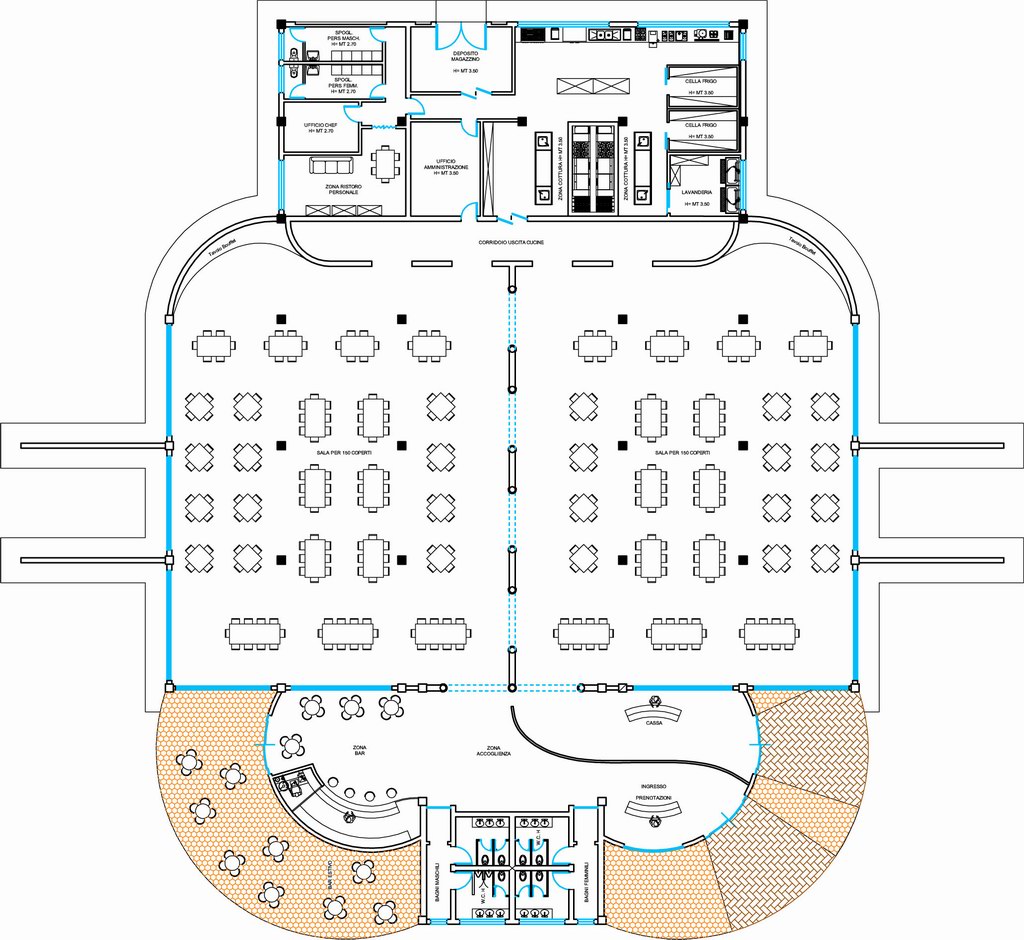 SPOGL.
PERS MASCH.
H= MT 2.70
SPOGL.
PERS FEMM.
H= MT 2.70
DEPOSITO
MAGAZZINO
H= MT 3.50
CELLA FRIGO
H= MT 3.50
CELLA FRIGO
H= MT 3.50
UFFICIO CHEF
H= MT 2.70
UFFICIO
AMMINISTRAZIONE
H= MT 3.50
ZONA COTTURA H= MT 3.50
ZONA COTTURA H= MT 3.50
ZONA RISTORO
PERSONALE
LAVANDERIA
H= MT 3.50
Tavolo Bouffet
CORRIDOIO USCITA CUCINE
Tavolo Bouffet
SALA PER 150 COPERTI
SALA PER 150 COPERTI
CASSA
ZONA
BAR
ZONA
ACCOGLIENZA
INGRESSO
PRENOTAZIONI
BAR ESTIVO
BAGNI MASCHILI
W.C. H
W.C. H
BAGNI FEMMINILI